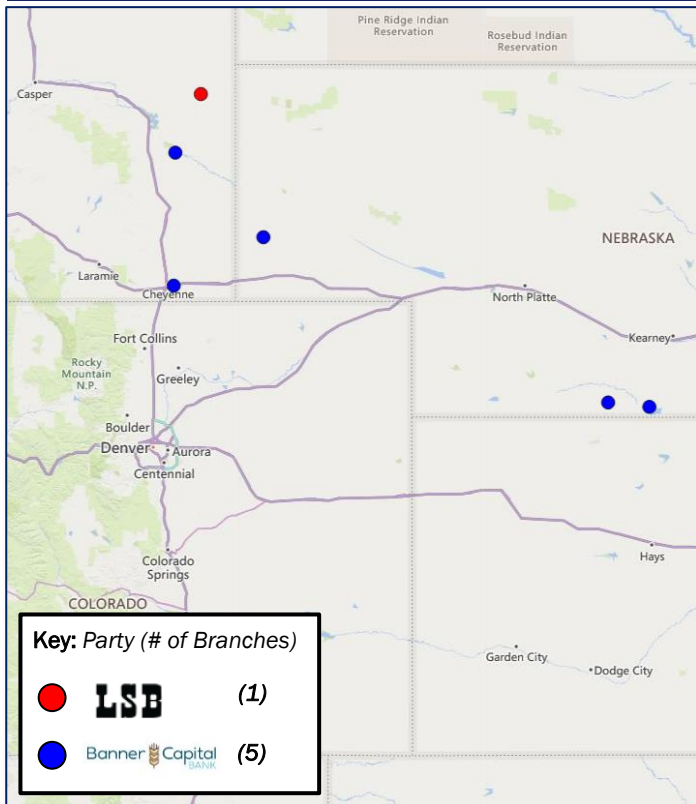 Pine Ridge Indian
Reservation
Rosebud Indian
Reservation
Casper
NEBRASKA
Laramie
Cheyenne
North Platte
Kearney
Fort Collins
Rocky
Mountain
N.P.
Greeley
Boulder
Denver
Aurora
Centennial
Colorado
Springs
Hays
COLORADO
Garden City
Dodge City
Key: Party (# of Branches)
LSB (1)
Banner Capital (5)
BANK